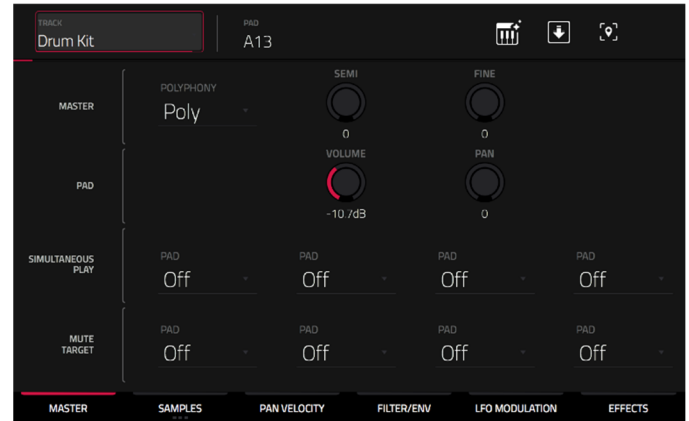 TRACK
Drum Kit
PAD
A13
MASTER
POLYPHONY
Poly
SEMI
0
FINE
0
PAD
VOLUME
-10.7dB
PAN
0
SIMULTANEOUS
PLAY
PAD PAD PAD PAD
Off Off Off Off
MUTE
TARGET
PAD PAD PAD PAD
Off Off Off Off
MASTER SAMPLES PAN VELOCITY FILTER/ENV LFO MODULATION EFFECTS